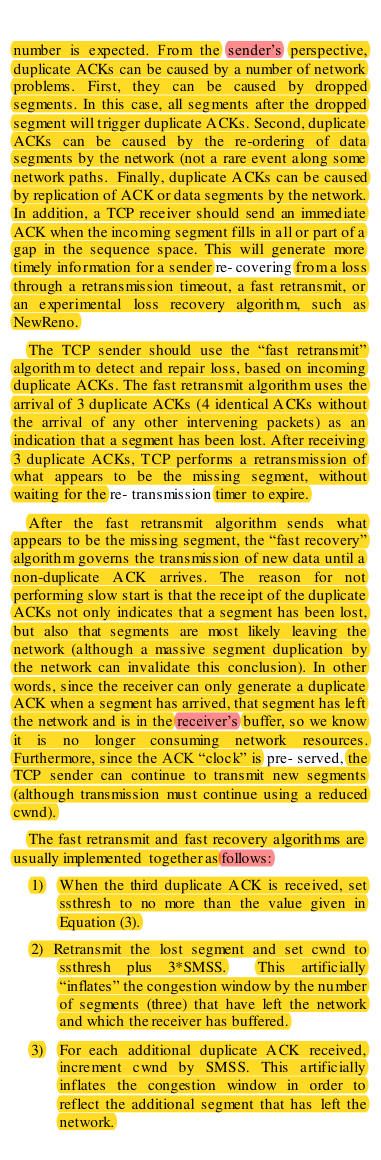 number is expected. From the sender's perspective,
duplicate ACKs can be caused by a number of network
problems. First, they can be caused by dropped
segments. In this case, all segments after the dropped
segment will trigger duplicate ACKs. Second, duplicate
ACKs can be caused by the re-ordering of data
segments by the network (not a rare event along some
network paths. Finally, duplicate ACKs can be caused
by replication of ACK or data segments by the network.
In addition, a TCP receiver should send an immediate
ACK when the incoming segment fills in all or part of a
gap in the sequence space. This will generate more
timely information for a sender re- covering from a loss
through a retransmission timeout, a fast retransmit, or
an experimental loss recovery algorithm, such as
NewReno.
The TCP sender should use the “fast retransmit”
algorithm to detect and repair loss, based on incoming
duplicate ACKs. The fast retransmit algorithm uses the
arrival of 3 duplicate ACKs (4 identical ACKs without
the arrival of any other intervening packets) as an
indication that a segment has been lost. After receiving
3 duplicate ACKs, TCP performs a retransmission of
what appears to be the missing segment, without
waiting for the re- transmission timer to expire.
After the fast retransmit algorithm sends what
appears to be the missing segment, the “fast recovery”
algorithm governs the transmission of new data until a
non-duplicate ACK arrives. The reason for not
performing slow start is that the receipt of the duplicate
ACKs not only indicates that a segment has been lost,
but also that segments are most likely leaving the
network (although a massive segment duplication by
the network can invalidate this conclusion). In other
words, since the receiver can only generate a duplicate
ACK when a segment has arrived, that segment has left
the network and is in the receiver's buffer, so we know
it is no longer consuming network resources.
Furthermore, since the ACK “clock” is pre- served, the
TCP sender can continue to transmit new segments
(although transmission must continue using a reduced
cwnd).
The fast retransmit and fast recovery algorithms are
usually implemented together as follows:
1) When the third duplicate ACK is received, set
ssthresh to no more than the value given in
Equation (3).
2) Retransmit the lost segment and set cwnd to
ssthresh plus 3*SMSS. This artificially
“inflates” the congestion window by the number
of segments (three) that have left the network
and which the receiver has buffered.
3) For each additional duplicate ACK received,
increment cwnd by SMSS. This artificially
inflates the congestion window in order to
reflect the additional segment that has left the
network.